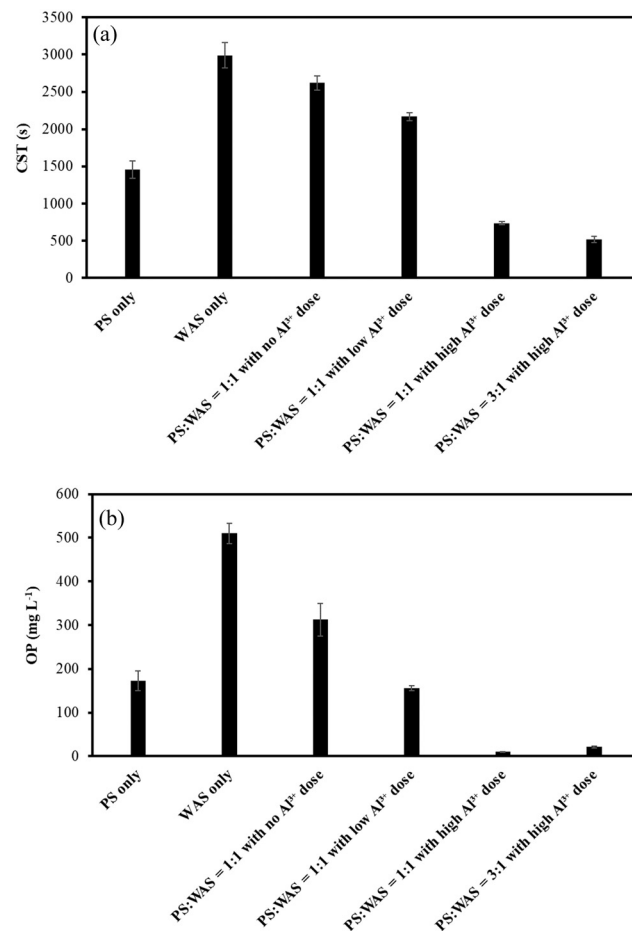 (a)
3500
3000
2500
2000
1500
1000
500
0
CST (s)
PS only
WAS only
PS:WAS = 1:1 with no Al³⁺ dose
PS:WAS = 1:1 with low Al³⁺ dose
PS:WAS = 1:1 with high Al³⁺ dose
PS:WAS = 3:1 with high Al³⁺ dose
(b)
600
500
400
300
200
100
0
OP (mg L⁻¹)
PS only
WAS only
PS:WAS = 1:1 with no Al³⁺ dose
PS:WAS = 1:1 with low Al³⁺ dose
PS:WAS = 1:1 with high Al³⁺ dose
PS:WAS = 3:1 with high Al³⁺ dose